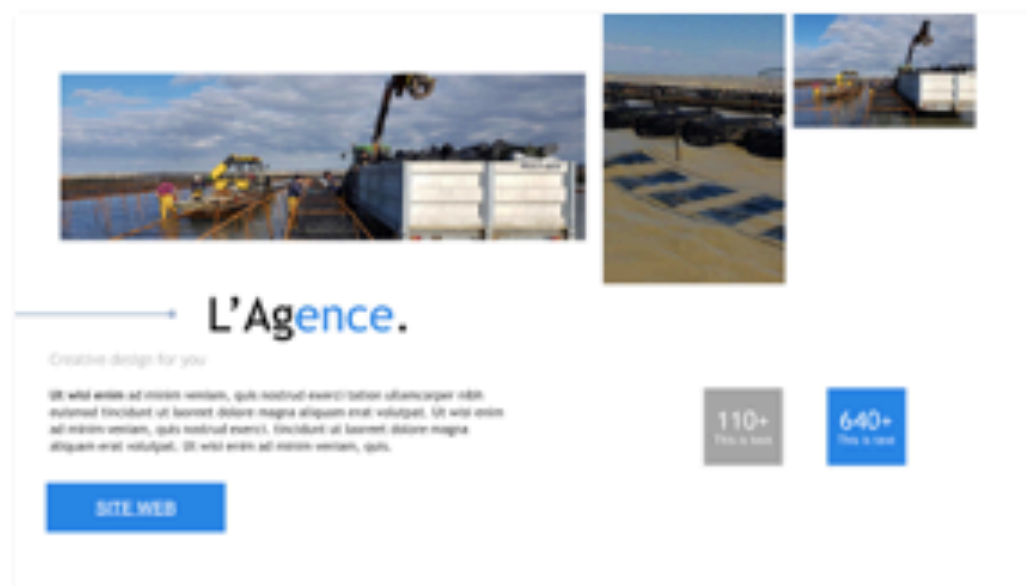 L'Agence.
Creative design for you
Ut wisi enim ad minim veniam, quis nostrud exerci tation ullamcorper nibh
euismod tincidunt ut laoreet dolore magna aliquam erat volutpat. Ut wisi enim
ad minim veniam, quis nostrud exerci. tincidunt ut laoreet dolore magna
aliquam erat volutpat. Ut wisi enim ad minim veniam, quis.
110+
This is text
640+
This is text
SITE WEB